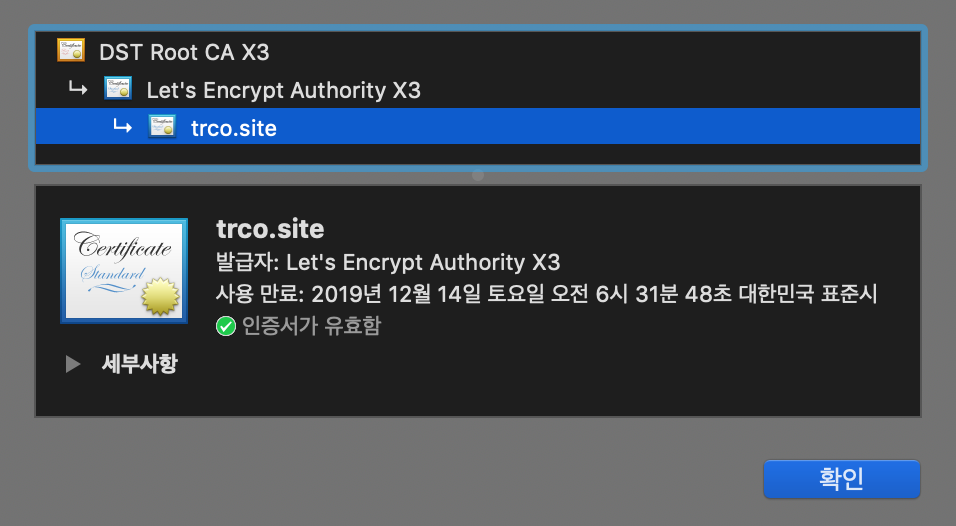 DST Root CA X3
Let's Encrypt Authority X3
trco.site
Certificate
Standard
trco.site
발급자: Let's Encrypt Authority X3
사용 만료: 2019년 12월 14일 토요일 오전 6시 31분 48초 대한민국 표준시
인증서가 유효함
세부사항
확인